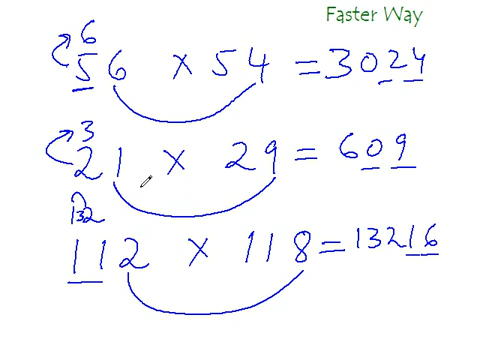 Faster Way
6
56 × 54 = 3024
3
21 × 29 = 609
132
112 × 118 = 13216